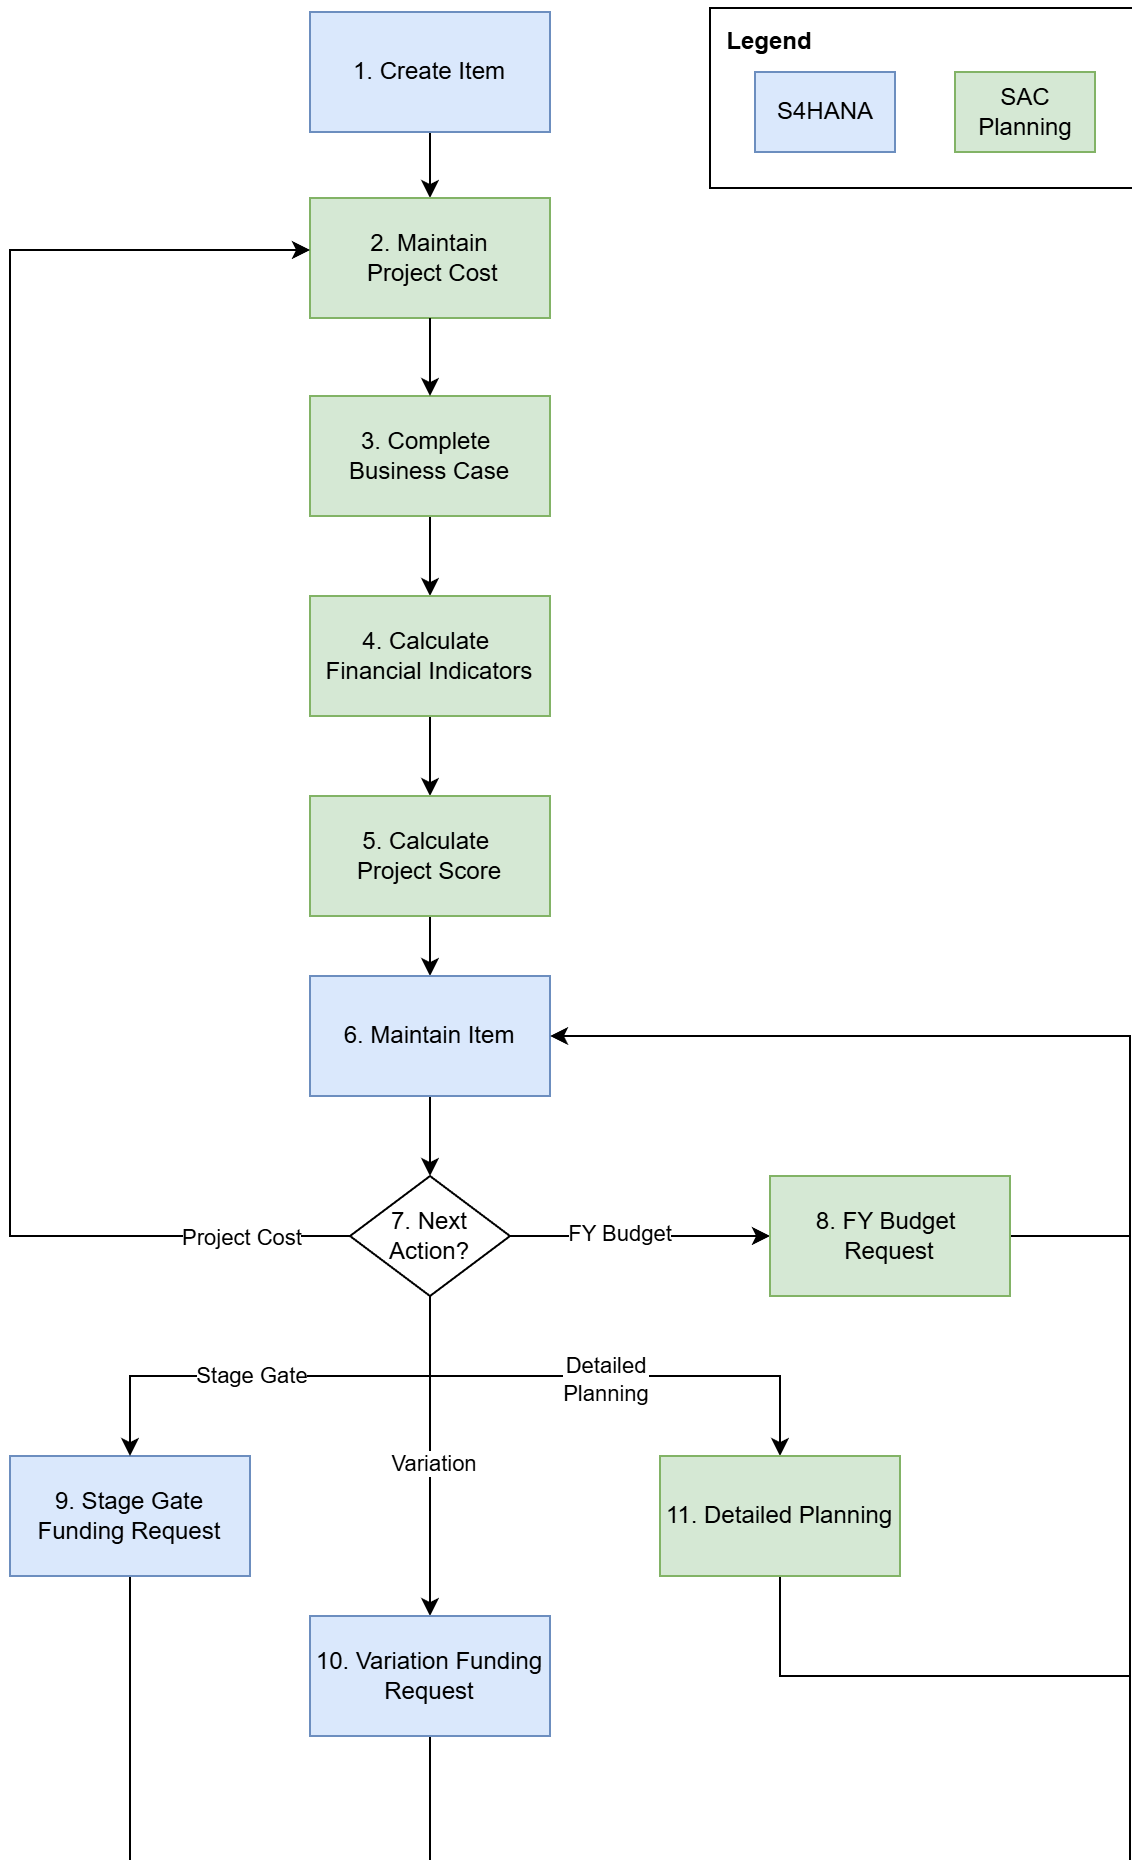 1. Create Item
Legend
S4HANA
SAC
Planning
2. Maintain
Project Cost
3. Complete
Business Case
4. Calculate
Financial Indicators
5. Calculate
Project Score
6. Maintain Item
7. Next
Action?
Project Cost
FY Budget
8. FY Budget
Request
Stage Gate
Detailed
Planning
Variation
9. Stage Gate
Funding Request
11. Detailed Planning
10. Variation Funding
Request